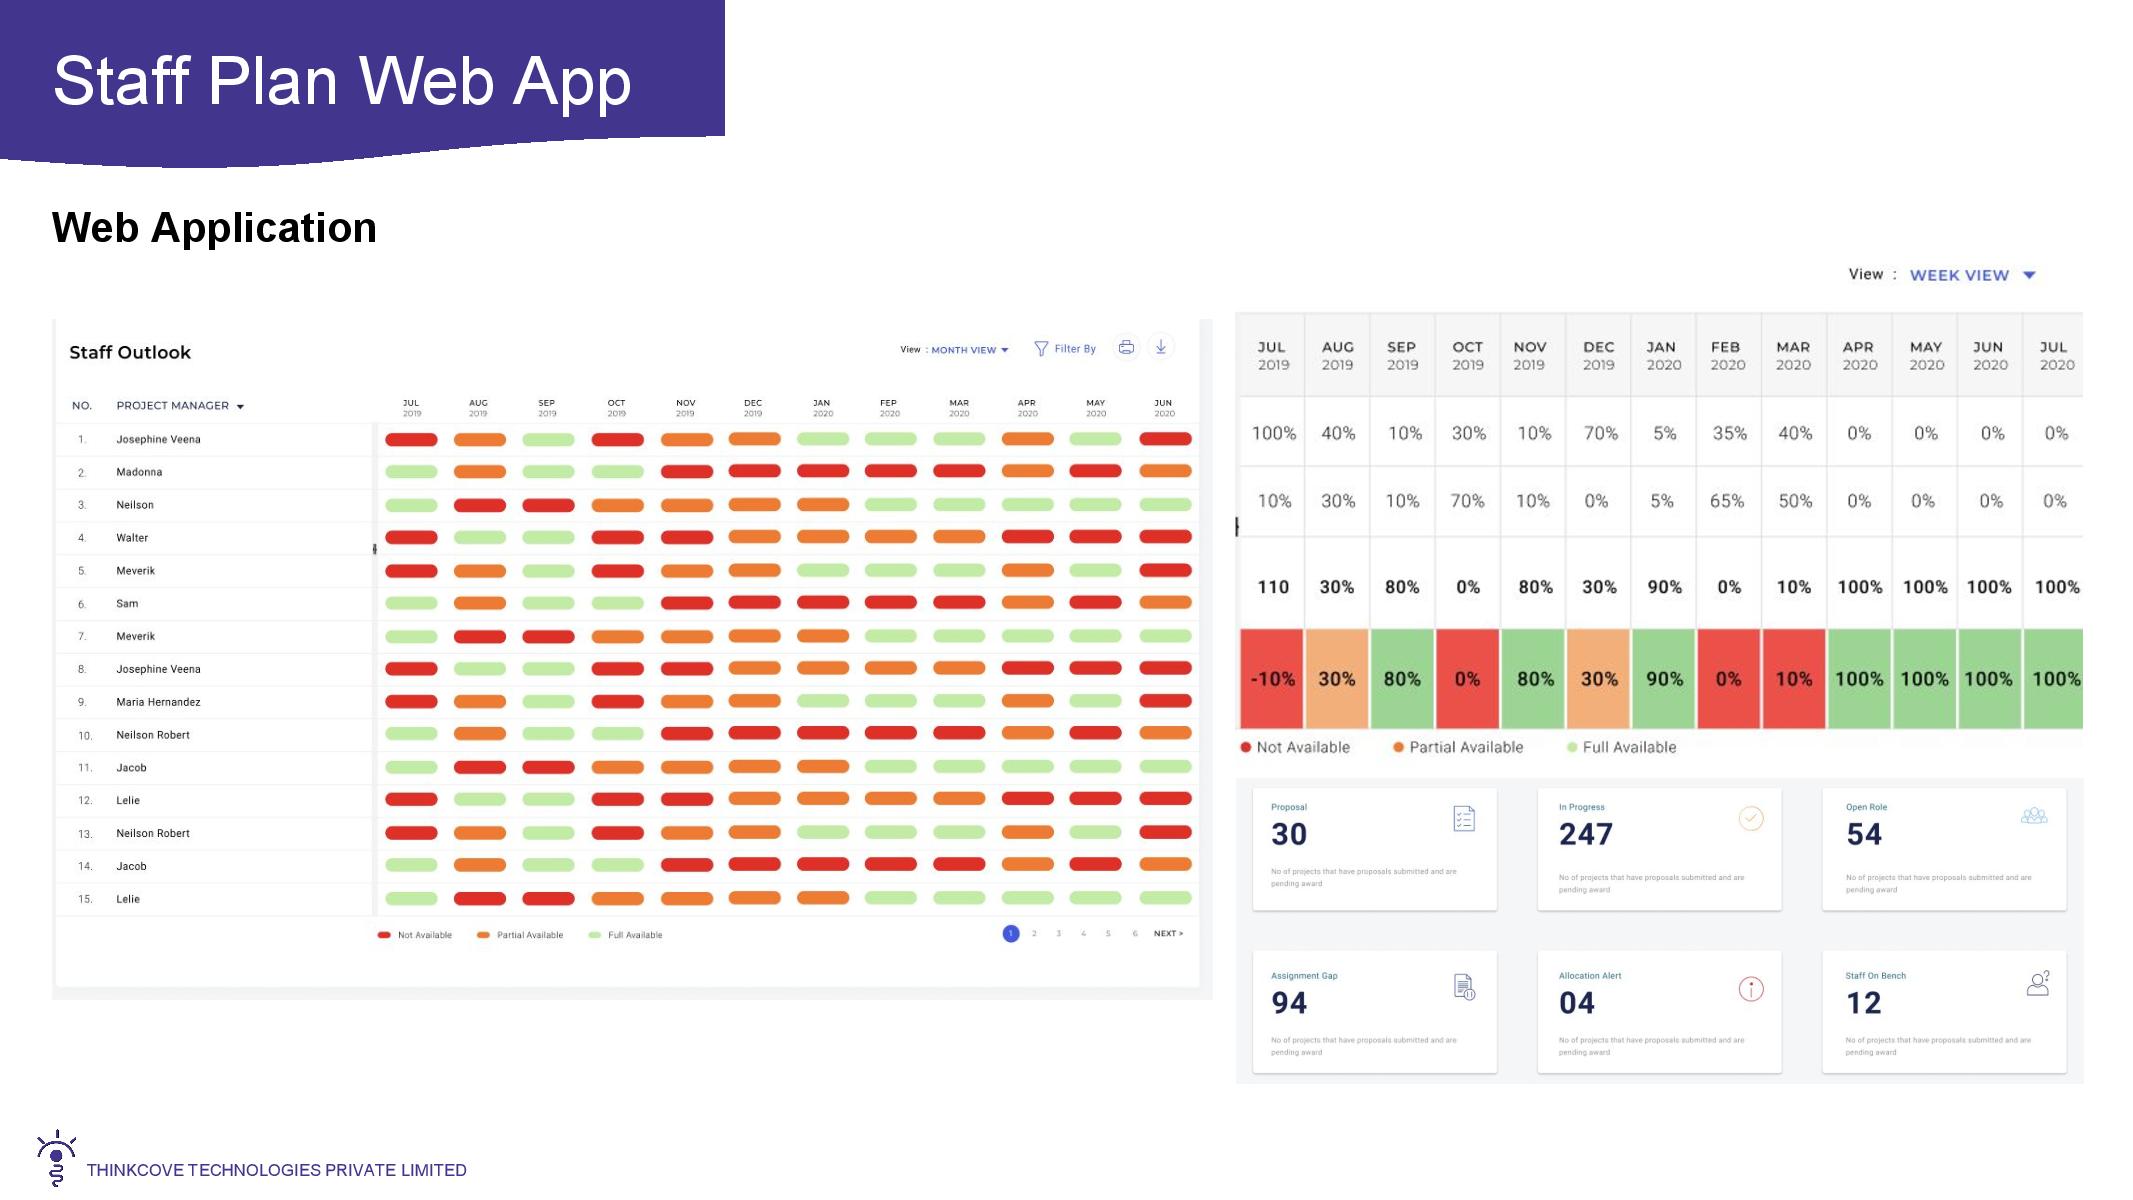 Staff Plan Web App
Web Application
Staff Outlook
View : MONTH VIEW
Filter By
NO. PROJECT MANAGER JUL AUG SEP OCT NOV DEC JAN FEP MAR APR MAY JUN
2019 2019 2019 2019 2019 2019 2020 2020 2020 2020 2020 2020
1. Josephine Veena
2. Madonna
3. Neilson
4. Walter
5. Meverik
6. Sam
7. Meverik
8. Josephine Veena
9. Maria Hernandez
10. Neilson Robert
11. Jacob
12. Lelie
13. Neilson Robert
14. Jacob
15. Lelie
Not Available Partial Available Full Available
1 2 3 4 5 6 NEXT >
View : WEEK VIEW
JUL AUG SEP OCT NOV DEC JAN FEB MAR APR MAY JUN JUL
2019 2019 2019 2019 2019 2019 2020 2020 2020 2020 2020 2020 2020
100% 40% 10% 30% 10% 70% 5% 35% 40% 0% 0% 0% 0%
10% 30% 10% 70% 10% 0% 5% 65% 50% 0% 0% 0% 0%
110 30% 80% 0% 80% 30% 90% 0% 10% 100% 100% 100% 100%
-10% 30% 80% 0% 80% 30% 90% 0% 10% 100% 100% 100% 100%
Not Available Partial Available Full Available
Proposal
30
No of projects that have proposals submitted and are
pending award
In Progress
247
No of projects that have proposals submitted and are
pending award
Open Role
54
No of projects that have proposals submitted and are
pending award
Assignment Gap
94
No of projects that have proposals submitted and are
pending award
Allocation Alert
04
No of projects that have proposals submitted and are
pending award
Staff On Bench
12
No of projects that have proposals submitted and are
pending award
THINKCOVE TECHNOLOGIES PRIVATE LIMITED